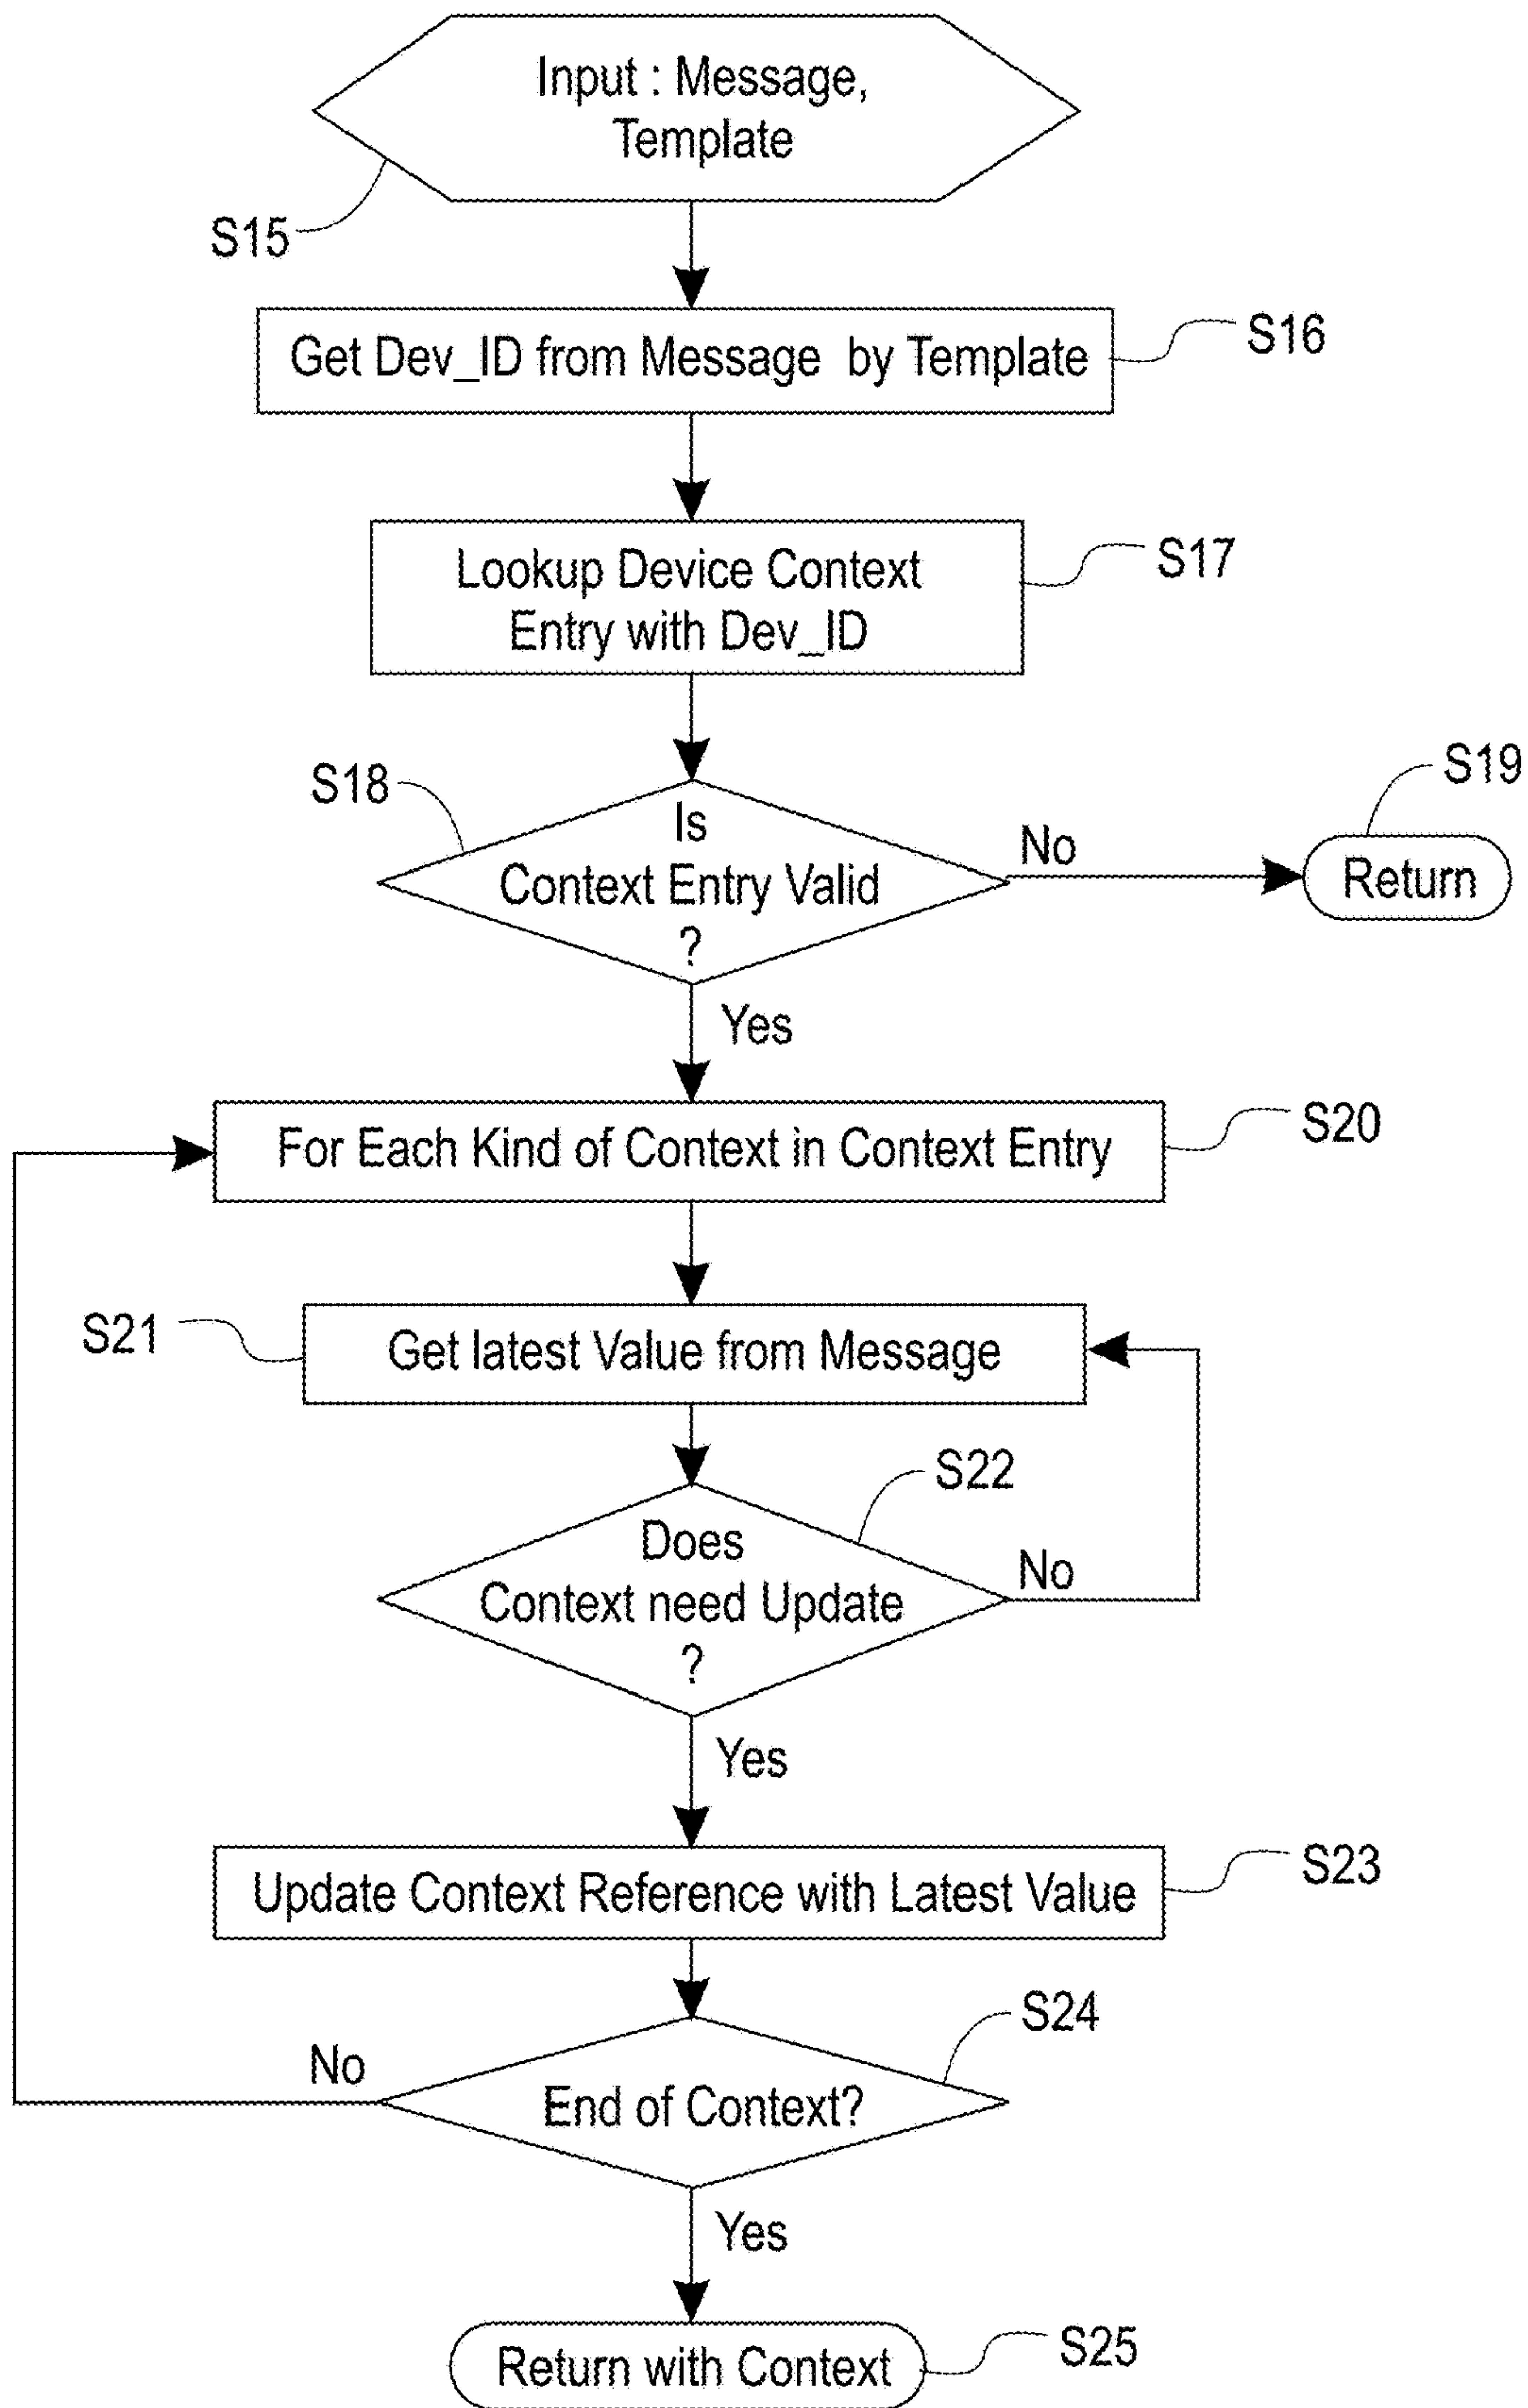 Input : Message,
Template
S15
Get Dev_ID from Message by Template
S16
Lookup Device Context
Entry with Dev_ID
S17
S18
Is
Context Entry Valid
?
No
S19
Return
Yes
For Each Kind of Context in Context Entry
S20
S21
Get latest Value from Message
S22
Does
Context need Update
?
No
Yes
Update Context Reference with Latest Value
S23
S24
No
End of Context?
Yes
Return with Context
S25